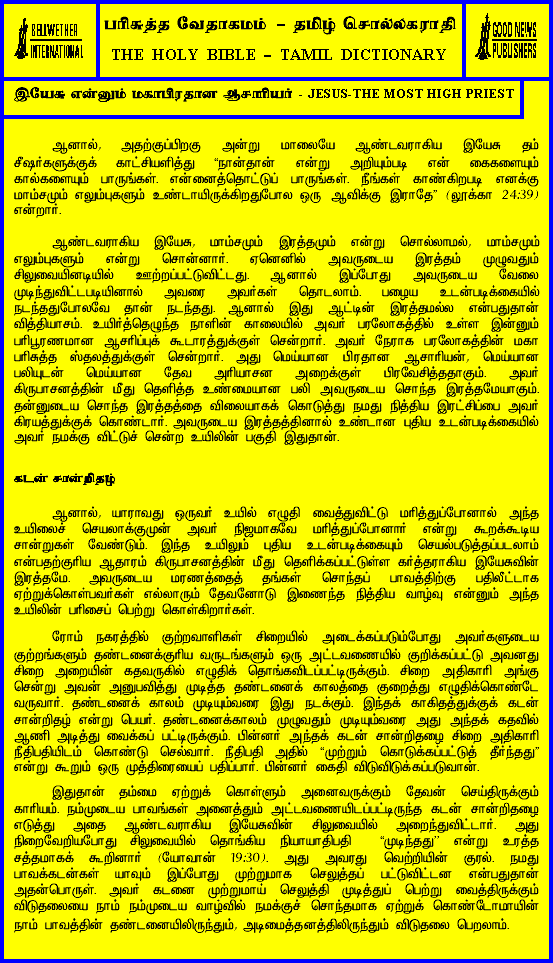 BELLWETHER
INTERNATIONAL
பரிசுத்த வேதாகமம் – தமிழ் சொல்லகராதி
THE HOLY BIBLE – TAMIL DICTIONARY
GOOD NEWS
PUBLISHERS
இயேசு என்னும் மகாபிரதான ஆசாரியர் - JESUS-THE MOST HIGH PRIEST
ஆனால், அதற்குப்பிறகு அன்று மாலையே ஆண்டவராகிய இயேசு தம்
சீஷர்களுக்குக் காட்சியளித்து “நான்தான் என்று அறியும்படி என் கைகளையும்
கால்களையும் பாருங்கள். என்னைத்தொட்டுப் பாருங்கள். நீங்கள் காண்கிறபடி எனக்கு
மாம்சமும் எலும்புகளும் உண்டாயிருக்கிறதுபோல ஒரு ஆவிக்கு இராதே” (லூக்கா 24:39)
என்றார்.
ஆண்டவராகிய இயேசு, மாம்சமும் இரத்தமும் என்று சொல்லாமல், மாம்சமும்
எலும்புகளும் என்று சொன்னார். ஏனெனில் அவருடைய இரத்தம் முழுவதும்
சிலுவையினடியில் ஊற்றப்பட்டுவிட்டது. ஆனால் இப்போது அவருடைய வேலை
முடிந்துவிட்டபடியினால் அவரை அவர்கள் தொடலாம். பழைய உடன்படிக்கையில்
நடந்ததுபோலவே தான் நடந்தது. ஆனால் இது ஆட்டின் இரத்தமல்ல என்பதுதான்
வித்தியாசம். உயிர்த்தெழுந்த நாளின் காலையில் அவர் பரலோகத்தில் உள்ள இன்னும்
பரிபூரணமான ஆசரிப்புக் கூடாரத்துக்குள் சென்றார். அவர் நேராக பரலோகத்தின் மகா
பரிசுத்த ஸ்தலத்துக்குள் சென்றார். அது மெய்யான பிரதான ஆசாரியன், மெய்யான
பலியுடன் மெய்யான தேவ அரியாசன அறைக்குள் பிரவேசித்ததாகும். அவர்
கிருபாசனத்தின் மீது தெளித்த உண்மையான பலி அவருடைய சொந்த இரத்தமேயாகும்.
தன்னுடைய சொந்த இரத்தத்தை விலையாகக் கொடுத்து நமது நித்திய இரட்சிப்பை அவர்
கிரயத்துக்குக் கொண்டார். அவருடைய இரத்தத்தினால் உண்டான புதிய உடன்படிக்கையில்
அவர் நமக்கு விட்டுச் சென்ற உயிலின் பகுதி இதுதான்.
கடன் சான்றிதழ்
ஆனால், யாராவது ஒருவர் உயில் எழுதி வைத்துவிட்டு மரித்துப்போனால் அந்த
உயிலைச் செயலாக்குமுன் அவர் நிஜமாகவே மரித்துப்போனார் என்று கூறக்கூடிய
சான்றுகள் வேண்டும். இந்த உயிலும் புதிய உடன்படிக்கையும் செயல்படுத்தப்படலாம்
என்பதற்குரிய ஆதாரம் கிருபாசனத்தின் மீது தெளிக்கப்பட்டுள்ள கர்த்தராகிய இயேசுவின்
இரத்தமே. அவருடைய மரணத்தைத் தங்கள் சொந்தப் பாவத்திற்கு பதிலீட்டாக
ஏற்றுக்கொள்பவர்கள் எல்லாரும் தேவனோடு இணைந்த நித்திய வாழ்வு என்னும் அந்த
உயிலின் பரிசைப் பெற்று கொள்கிறார்கள்.
ரோம் நகரத்தில் குற்றவாளிகள் சிறையில் அடைக்கப்படும்போது அவர்களுடைய
குற்றங்களும் தண்டனைக்குரிய வருடங்களும் ஒரு அட்டவணையில் குறிக்கப்பட்டு அவனது
சிறை அறையின் கதவருகில் எழுதிக் தொங்கவிடப்பட்டிருக்கும். சிறை அதிகாரி அங்கு
சென்று அவன் அனுபவித்து முடித்த தண்டனைக் காலத்தை குறைத்து எழுதிக்கொண்டே
வருவார். தண்டனைக் காலம் முடியும்வரை இது நடக்கும். இந்தக் காகிதத்துக்குக் கடன்
சான்றிதழ் என்று பெயர். தண்டனைக்காலம் முழுவதும் முடியும்வரை அது அந்தக் கதவில்
ஆணி அடித்து வைக்கப் பட்டிருக்கும். பின்னர் அந்தக் கடன் சான்றிதழை சிறை அதிகாரி
நீதிபதியிடம் கொண்டு செல்வார். நீதிபதி அதில் “முற்றும் கொடுக்கப்பட்டுத் தீர்ந்தது”
என்று கூறும் ஒரு முத்திரையைப் பதிப்பார். பின்னர் கைதி விடுவிடுக்கப்படுவான்.
இதுதான் தம்மை ஏற்றுக் கொள்ளும் அனைவருக்கும் தேவன் செய்திருக்கும்
காரியம். நம்முடைய பாவங்கள் அனைத்தும் அட்டவணையிடப்பட்டிருந்த கடன் சான்றிதழை
எடுத்து அதை ஆண்டவராகிய இயேசுவின் சிலுவையில் அறைந்துவிட்டார். அது
நிறைவேறியபோது சிலுவையில் தொங்கிய நியாயாதிபதி “முடிந்தது” என்று உரத்த
சத்தமாகக் கூறினார் (யோவான் 19:30). அது அவரது வெற்றியின் குரல். நமது
பாவக்கடன்கள் யாவும் இப்போது முற்றுமாக செலுத்தப் பட்டுவிட்டன என்பதுதான்
அதன்பொருள். அவர் கடனை முற்றுமாய் செலுத்தி முடித்துப் பெற்று வைத்திருக்கும்
விடுதலையை நாம் நம்முடைய வாழ்வில் நமக்குச் சொந்தமாக ஏற்றுக் கொண்டோமாயின்
நாம் பாவத்தின் தண்டனையிலிருந்தும், அடிமைத்தனத்திலிருந்தும் விடுதலை பெறலாம்.